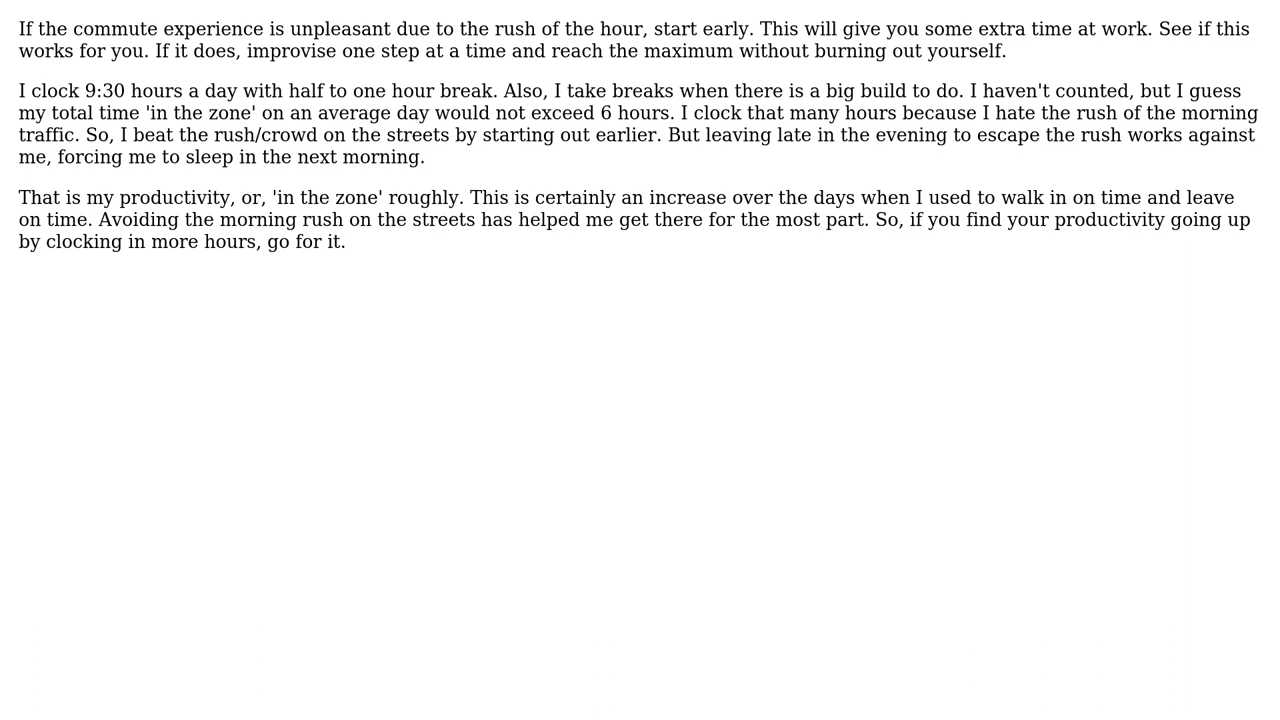 If the commute experience is unpleasant due to the rush of the hour, start early. This will give you some extra time at work. See if this
works for you. If it does, improvise one step at a time and reach the maximum without burning out yourself.
I clock 9:30 hours a day with half to one hour break. Also, I take breaks when there is a big build to do. I haven't counted, but I guess
my total time 'in the zone' on an average day would not exceed 6 hours. I clock that many hours because I hate the rush of the morning
traffic. So, I beat the rush/crowd on the streets by starting out earlier. But leaving late in the evening to escape the rush works against
me, forcing me to sleep in the next morning.
That is my productivity, or, 'in the zone' roughly. This is certainly an increase over the days when I used to walk in on time and leave
on time. Avoiding the morning rush on the streets has helped me get there for the most part. So, if you find your productivity going up
by clocking in more hours, go for it.